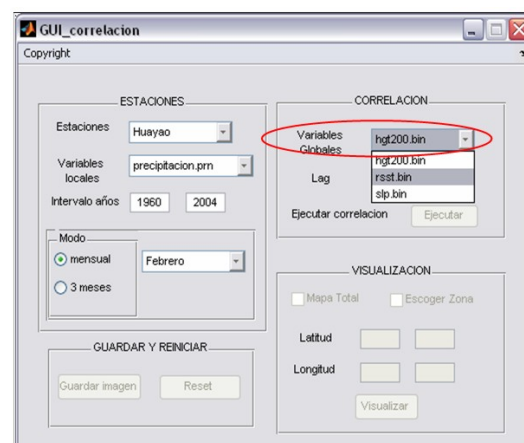 GUI_correlacion
Copyright
ESTACIONES
Estaciones
Huayao
Variables
locales
precipitacion.prn
Intervalo años
1960
2004
Modo
mensual
Febrero
3 meses
GUARDAR Y REINICIAR
Guardar imagen
Reset
CORRELACION
Variables
Globales
hgt200.bin
hgt200.bin
rsst.bin
slp.bin
Lag
Ejecutar correlacion
Ejecutar
VISUALIZACION
Mapa Total
Escoger Zona
Latitud
Longitud
Visualizar